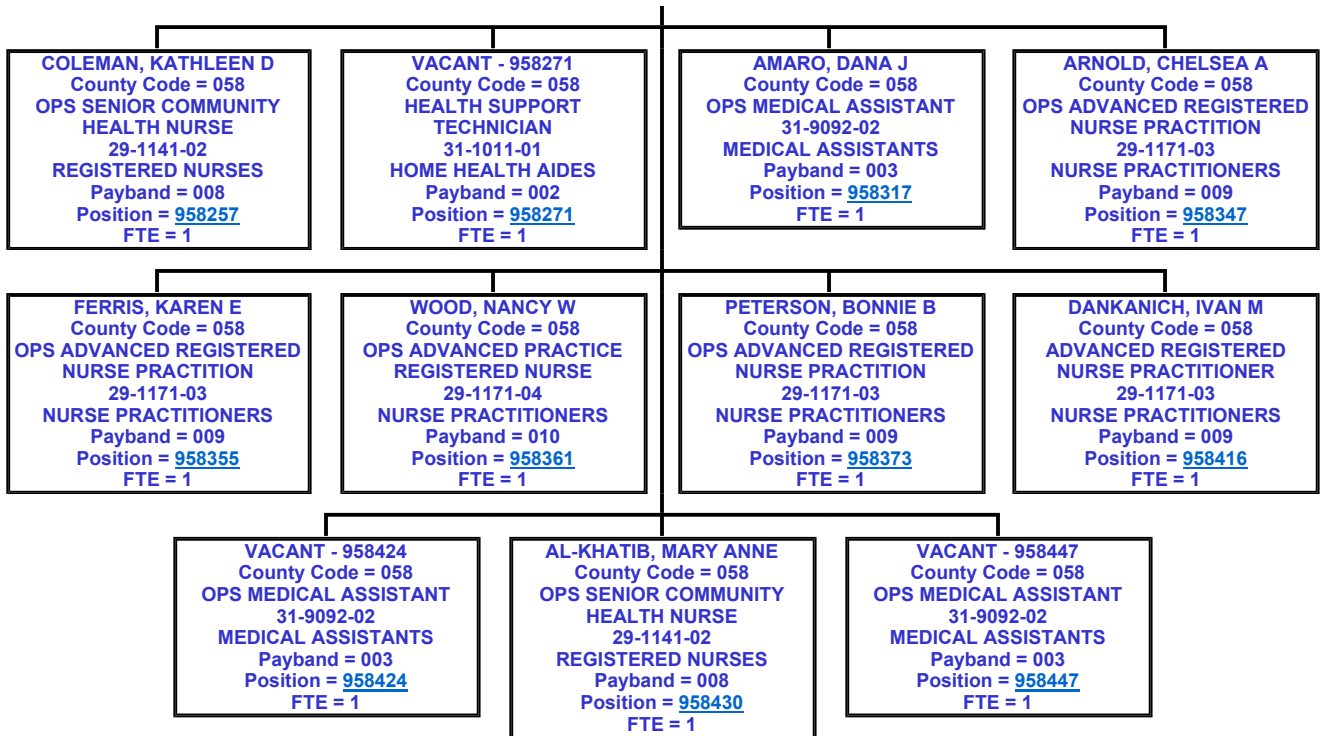 COLEMAN, KATHLEEN D
County Code = 058
OPS SENIOR COMMUNITY
HEALTH NURSE
29-1141-02
REGISTERED NURSES
Payband = 008
Position = 958257
FTE = 1
VACANT - 958271
County Code = 058
HEALTH SUPPORT
TECHNICIAN
31-1011-01
HOME HEALTH AIDES
Payband = 002
Position = 958271
FTE = 1
AMARO, DANA J
County Code = 058
OPS MEDICAL ASSISTANT
31-9092-02
MEDICAL ASSISTANTS
Payband = 003
Position = 958317
FTE = 1
ARNOLD, CHELSEA A
County Code = 058
OPS ADVANCED REGISTERED
NURSE PRACTITION
29-1171-03
NURSE PRACTITIONERS
Payband = 009
Position = 958347
FTE = 1
FERRIS, KAREN E
County Code = 058
OPS ADVANCED REGISTERED
NURSE PRACTITION
29-1171-03
NURSE PRACTITIONERS
Payband = 009
Position = 958355
FTE = 1
WOOD, NANCY W
County Code = 058
OPS ADVANCED PRACTICE
REGISTERED NURSE
29-1171-04
NURSE PRACTITIONERS
Payband = 010
Position = 958361
FTE = 1
PETERSON, BONNIE B
County Code = 058
OPS ADVANCED REGISTERED
NURSE PRACTITION
29-1171-03
NURSE PRACTITIONERS
Payband = 009
Position = 958373
FTE = 1
DANKANICH, IVAN M
County Code = 058
ADVANCED REGISTERED
NURSE PRACTITIONER
29-1171-03
NURSE PRACTITIONERS
Payband = 009
Position = 958416
FTE = 1
VACANT - 958424
County Code = 058
OPS MEDICAL ASSISTANT
31-9092-02
MEDICAL ASSISTANTS
Payband = 003
Position = 958424
FTE = 1
AL-KHATIB, MARY ANNE
County Code = 058
OPS SENIOR COMMUNITY
HEALTH NURSE
29-1141-02
REGISTERED NURSES
Payband = 008
Position = 958430
FTE = 1
VACANT - 958447
County Code = 058
OPS MEDICAL ASSISTANT
31-9092-02
MEDICAL ASSISTANTS
Payband = 003
Position = 958447
FTE = 1